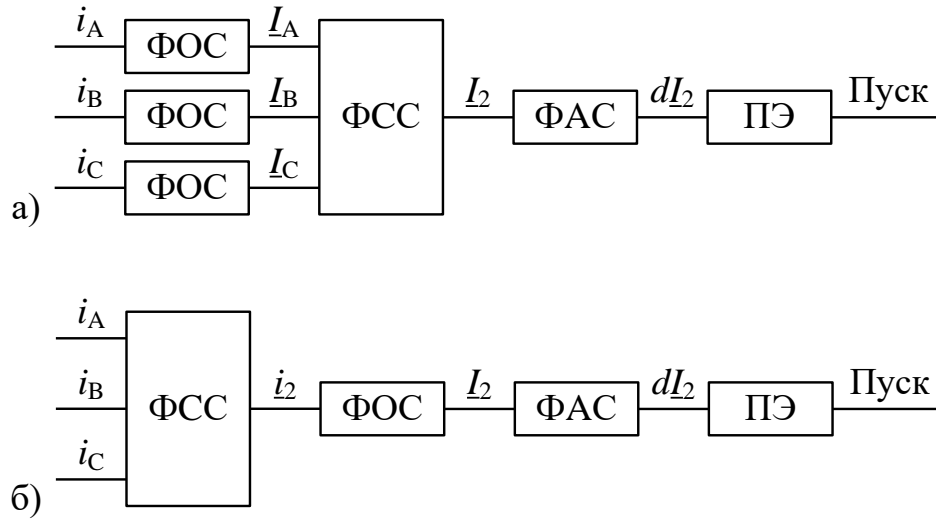 iA ФОС IA
iB ФОС IB ФСС I2 ФАС dI2 ПЭ Пуск
iC ФОС IC
а)
iA
iB ФСС i2 ФОС I2 ФАС dI2 ПЭ Пуск
iC
б)